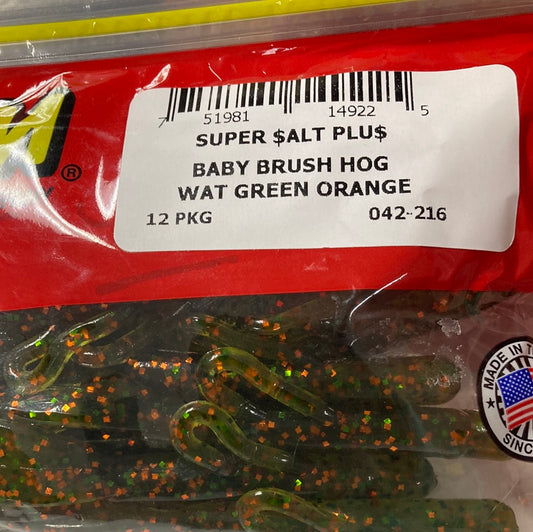 ®
7 51981 14922 5
SUPER $ALT PLU$
BABY BRUSH HOG
WAT GREEN ORANGE
12 PKG 042-216
MADE IN T
SINC